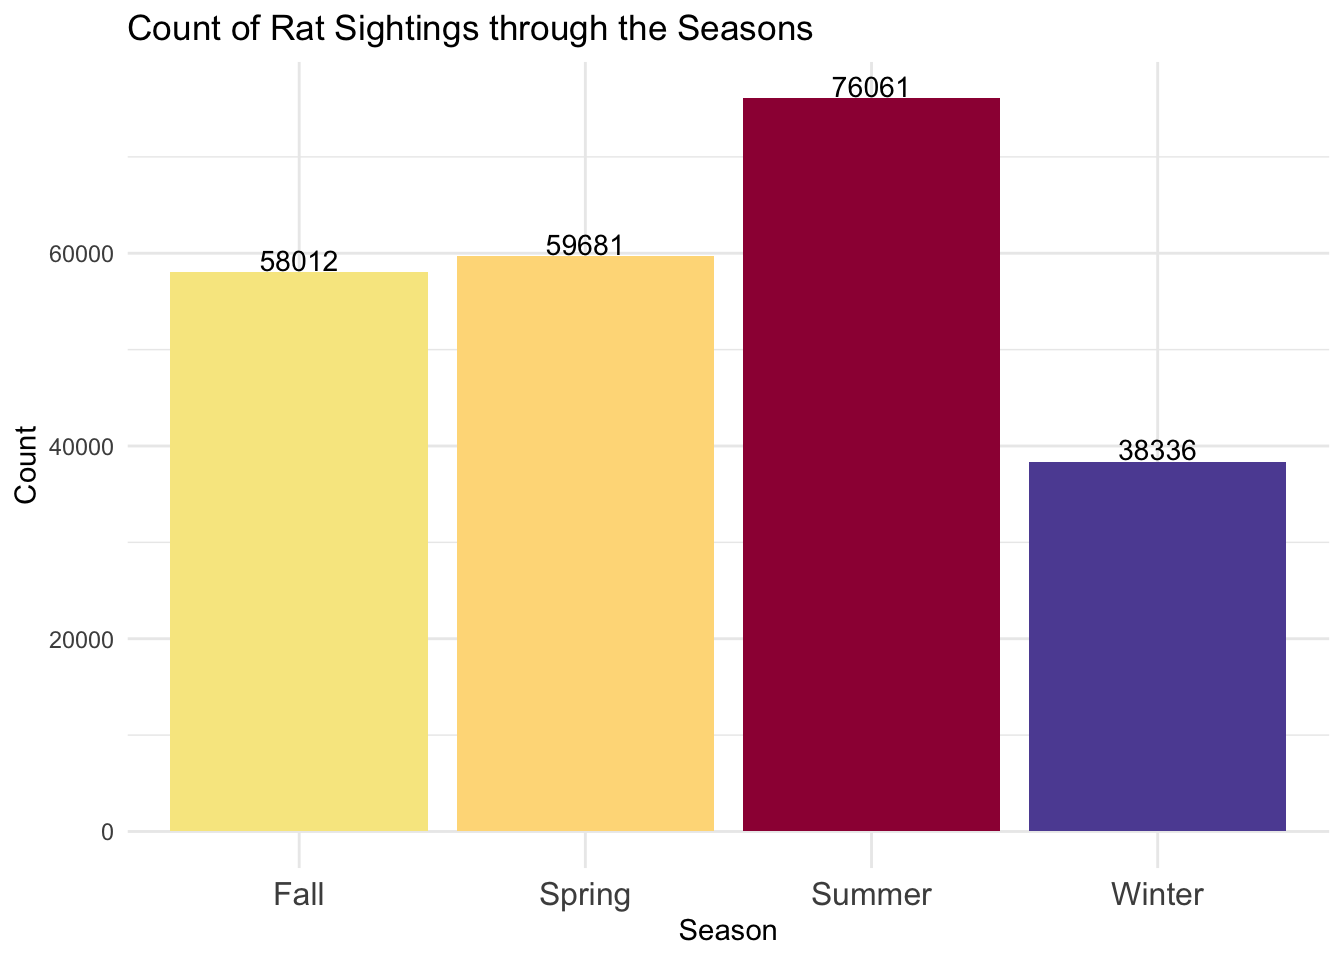 Count of Rat Sightings through the Seasons
76061
59681
58012
38336
60000
40000
20000
0
Count
Fall Spring Summer Winter
Season